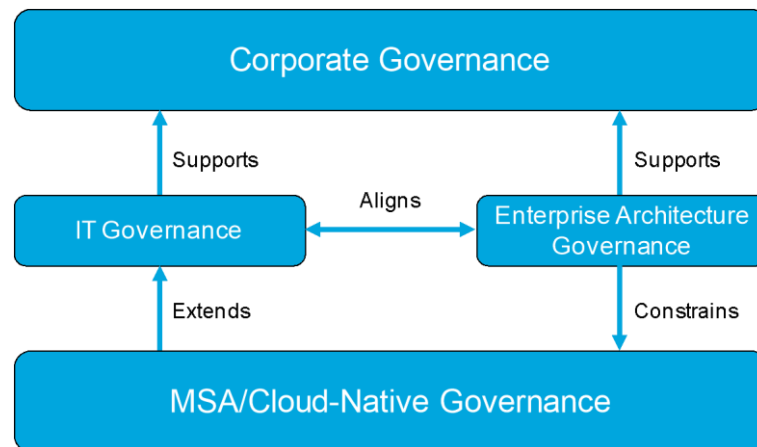 Corporate Governance
Supports
Supports
Aligns
IT Governance
Enterprise Architecture
Governance
Extends
Constrains
MSA/Cloud-Native Governance